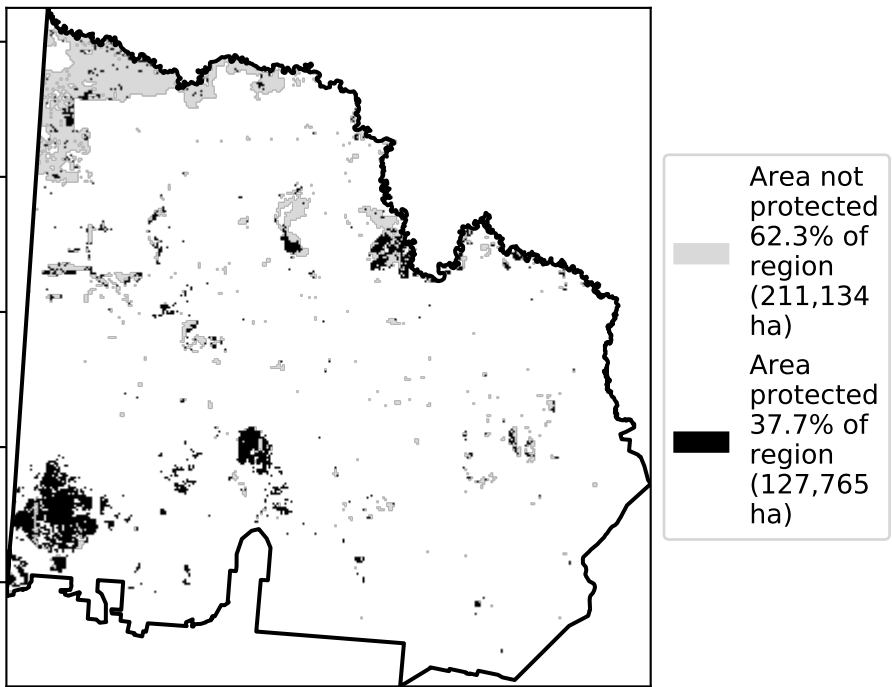 Area not
protected
62.3% of
region
(211,134
ha)
Area
protected
37.7% of
region
(127,765
ha)